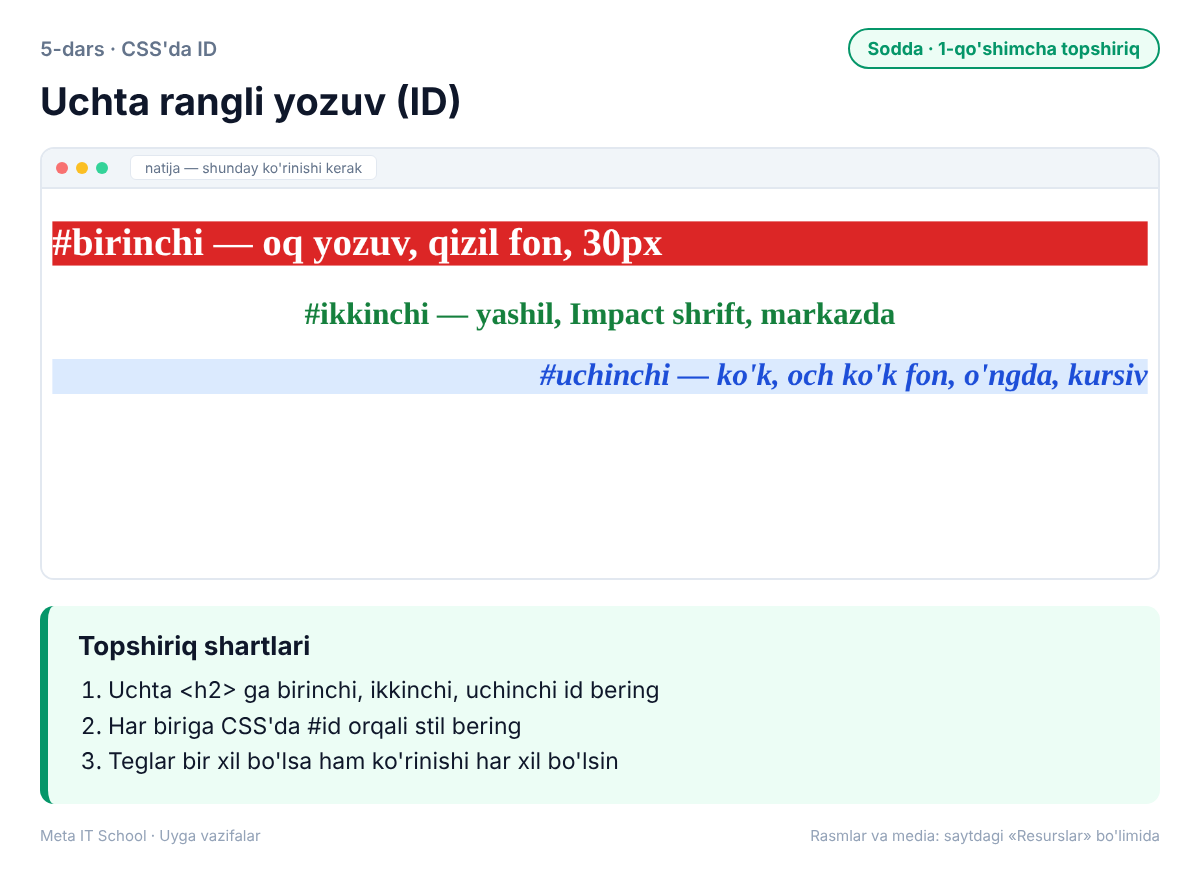 5-dars · CSS'da ID
Sodda · 1-qo'shimcha topshiriq
Uchta rangli yozuv (ID)
natija — shunday ko'rinishi kerak
#birinchi — oq yozuv, qizil fon, 30px
#ikkinchi — yashil, Impact shrift, markazda
#uchinchi — ko'k, och ko'k fon, o'ngda, kursiv
Topshiriq shartlari
1. Uchta <h2> ga birinchi, ikkinchi, uchinchi id bering
2. Har biriga CSS'da #id orqali stil bering
3. Teglar bir xil bo'lsa ham ko'rinishi har xil bo'lsin
Meta IT School · Uyga vazifalar
Rasmlar va media: saytdagi «Resurslar» bo'limida